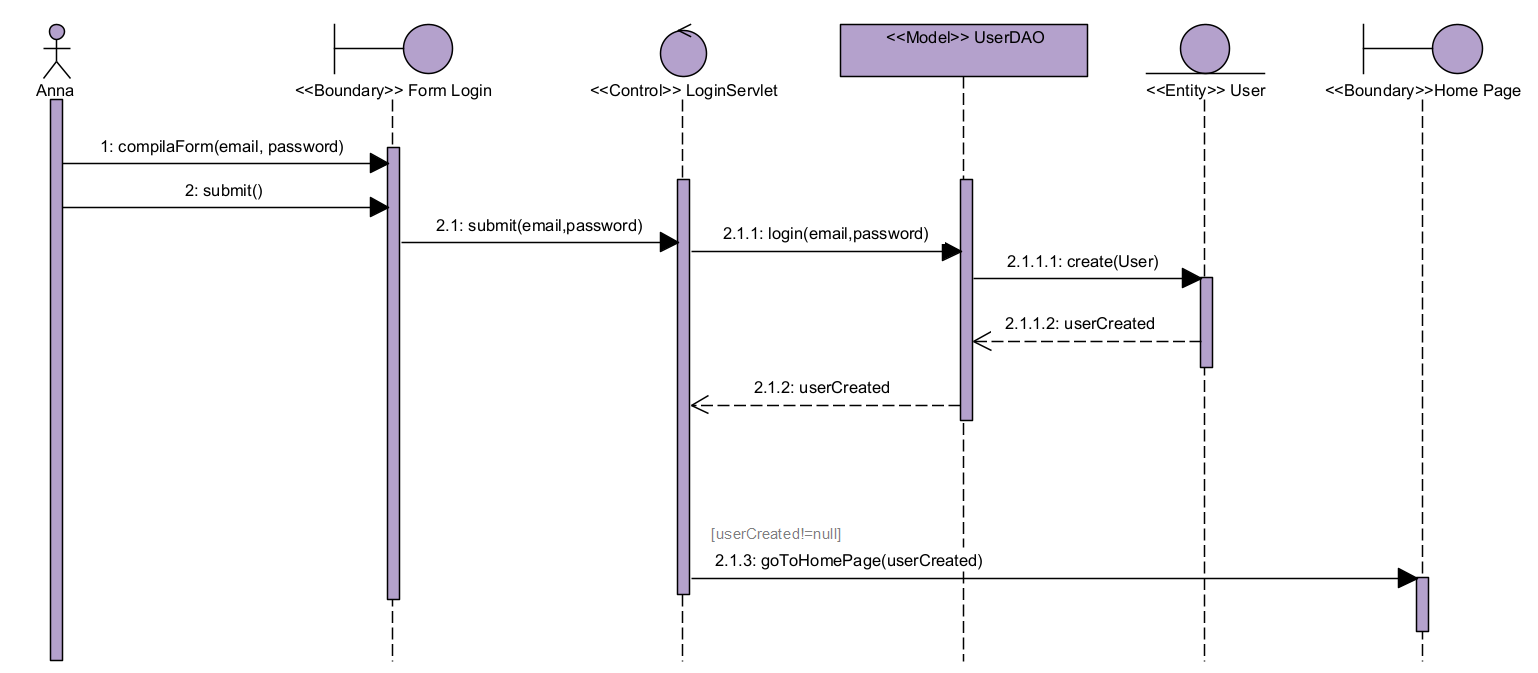 Anna
<<Boundary>> Form Login
<<Control>> LoginServlet
<<Model>> UserDAO
<<Entity>> User
<<Boundary>>Home Page
1: compilaForm(email, password)
2: submit()
2.1: submit(email,password)
2.1.1: login(email,password)
2.1.1.1: create(User)
2.1.1.2: userCreated
2.1.2: userCreated
[userCreated!=null]
2.1.3: goToHomePage(userCreated)